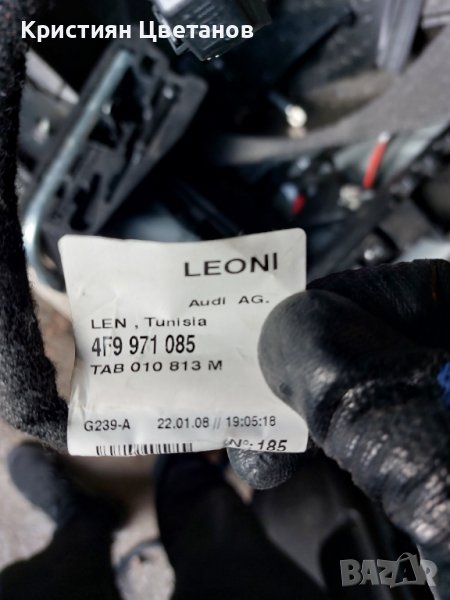 Кристиян Цветанов
LEONI
Audi AG.
LEN , Tunisia
4F9 971 085
TAB 010 813 M
G239-A 22.01.08 // 19:05:18
N°: 185
BAZAR